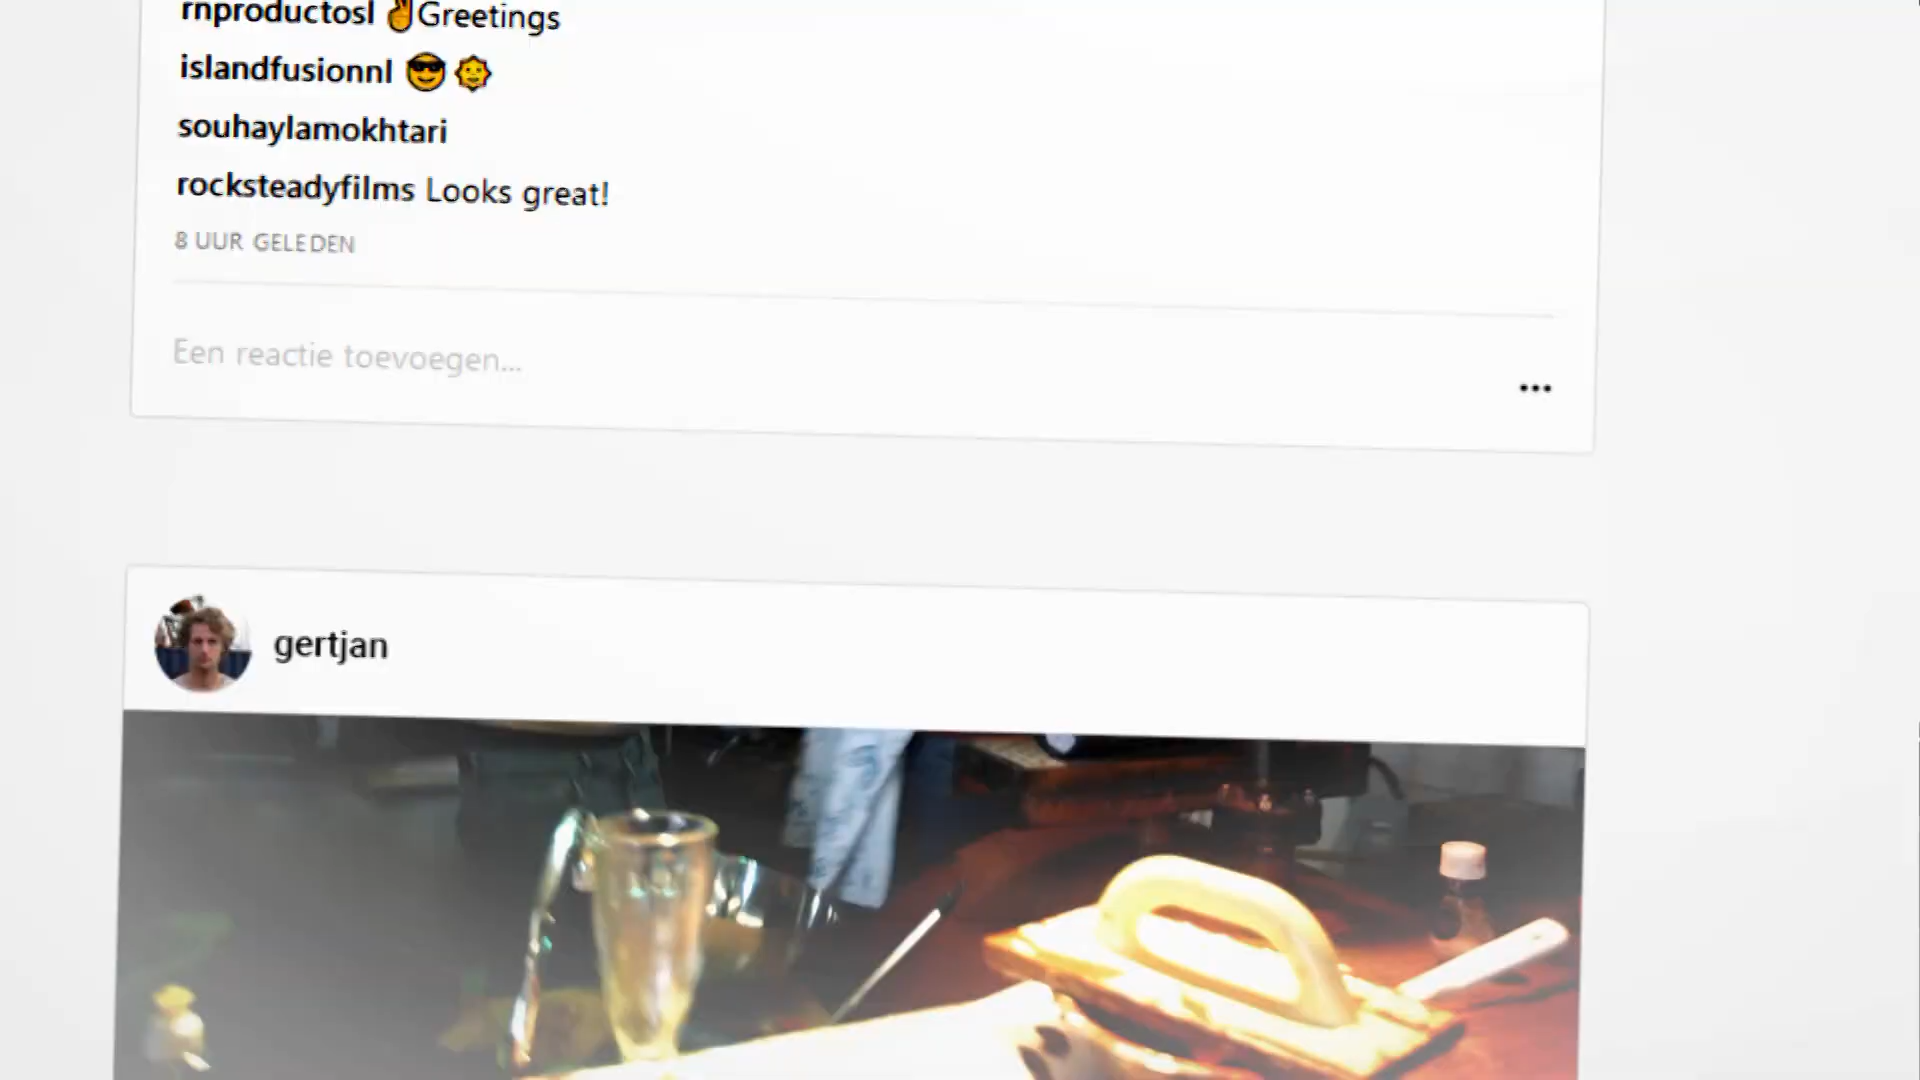 rnproductosl ✌Greetings
islandfusionnl 😎🌞
souhaylamokhtari
rocksteadyfilms Looks great!
8 UUR GELEDEN
Een reactie toevoegen...
gertjan